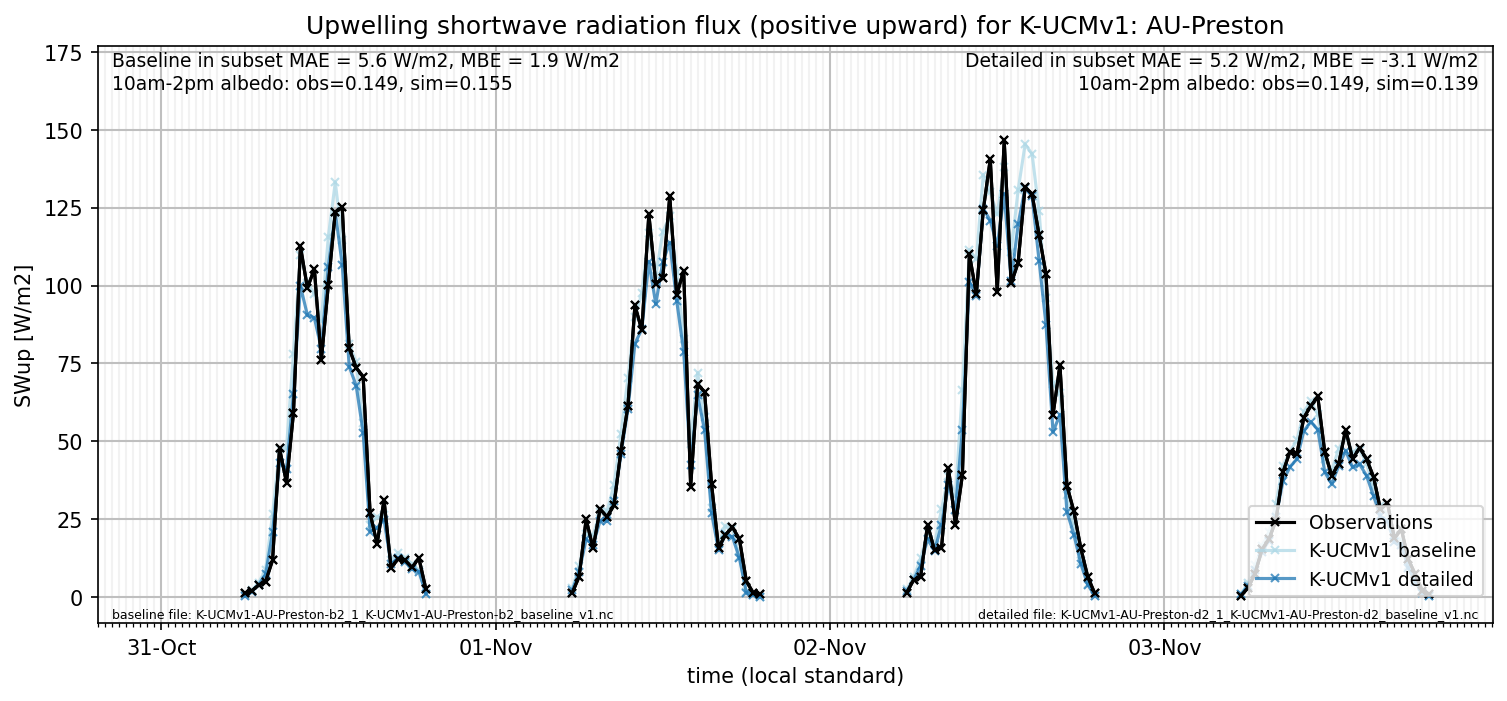 Upwelling shortwave radiation flux (positive upward) for K-UCMv1: AU-Preston
Baseline in subset MAE = 5.6 W/m2, MBE = 1.9 W/m2
10am-2pm albedo: obs=0.149, sim=0.155
Detailed in subset MAE = 5.2 W/m2, MBE = -3.1 W/m2
10am-2pm albedo: obs=0.149, sim=0.139
175
150
125
100
75
50
25
0
SWup [W/m2]
Observations
K-UCMv1 baseline
K-UCMv1 detailed
baseline file: K-UCMv1-AU-Preston-b2_1_K-UCMv1-AU-Preston-b2_baseline_v1.nc
detailed file: K-UCMv1-AU-Preston-d2_1_K-UCMv1-AU-Preston-d2_baseline_v1.nc
31-Oct
01-Nov
02-Nov
03-Nov
time (local standard)